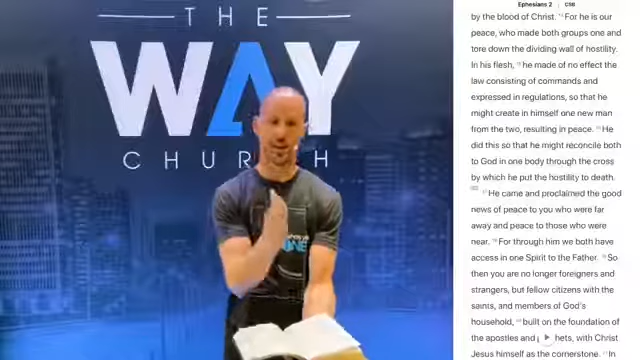 THE
WAY
CHURCH
ONE
Ephesians 2 CSB
by the blood of Christ. For he is our
peace, who made both groups one and
tore down the dividing wall of hostility.
In his flesh, he made of no effect the
law consisting of commands and
expressed in regulations, so that he
might create in himself one new man
from the two, resulting in peace. He
did this so that he might reconcile both
to God in one body through the cross
by which he put the hostility to death.
He came and proclaimed the good
news of peace to you who were far
away and peace to those who were
near. For through him we both have
access in one Spirit to the Father. So
then you are no longer foreigners and
strangers, but fellow citizens with the
saints, and members of God's
household, built on the foundation of
the apostles and hets, with Christ
Jesus himself as the cornerstone. In